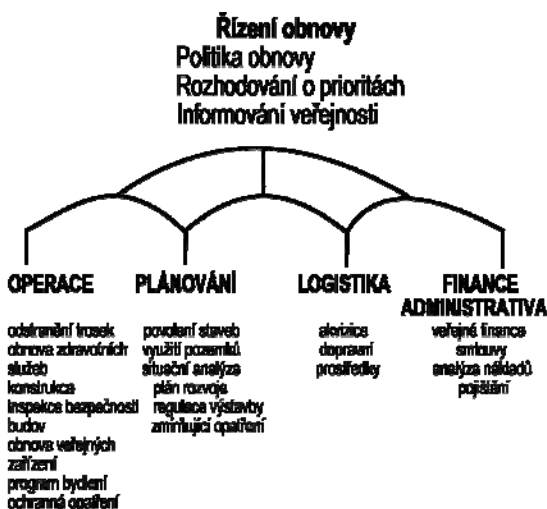 Řízení obnovy
Politika obnovy
Rozhodování o prioritách
Informování veřejnosti
OPERACE
odstranění trosek
obnova zdravotních
služeb
konstrukce
inspekce bezpečnosti
budov
obnova veřejných
zařízení
program bydlení
ochranná opatření
PLÁNOVÁNÍ
povolení staveb
využití pozemků
situační analýza
plán rozvoje
regulace výstavby
zmírňující opatření
LOGISTIKA
akvizice
dopravní
prostředky
FINANCE
ADMINISTRATIVA
veřejné finance
smlouvy
analýza nákladů
pojištění